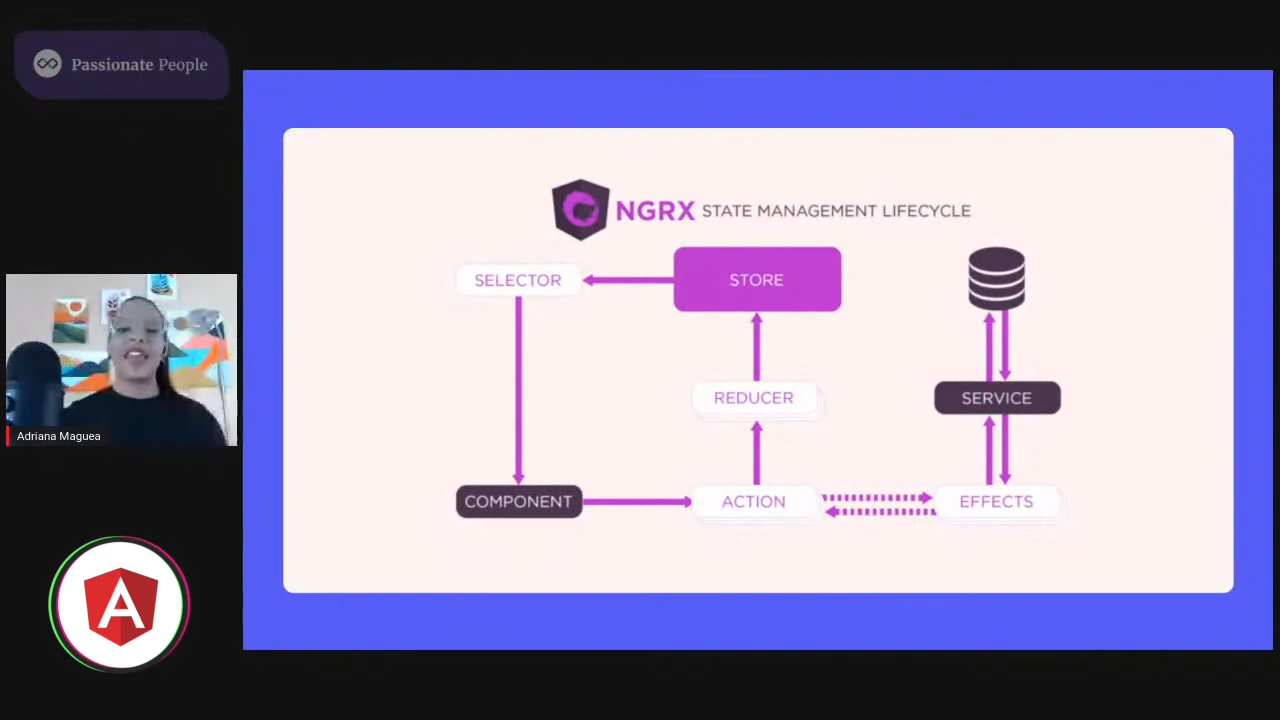 Passionate People
NGRX STATE MANAGEMENT LIFECYCLE
SELECTOR
STORE
REDUCER
SERVICE
COMPONENT
ACTION
EFFECTS
Adriana Maguea
A